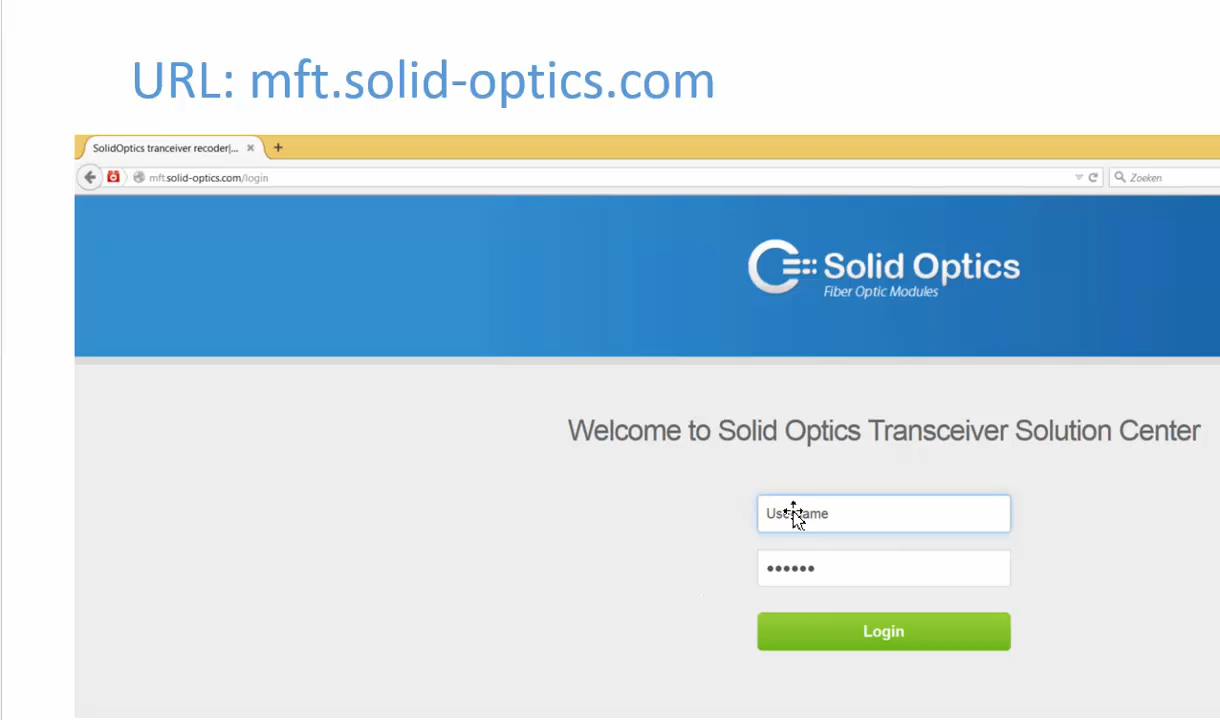 URL: mft.solid-optics.com
SolidOptics tranceiver recoder|...
mft.solid-optics.com/login
Zoeken
Solid Optics
Fiber Optic Modules
Welcome to Solid Optics Transceiver Solution Center
Username
••••••
Login